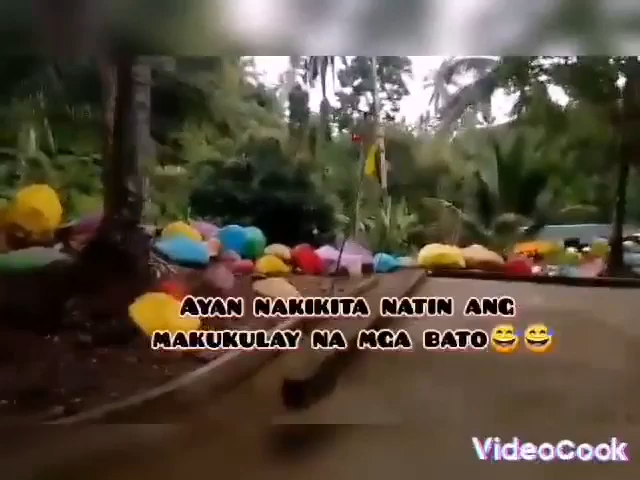 AYAN NAKIKITA NATIN ANG
MAKUKULAY NA MGA BATO😅😅
VideoCook